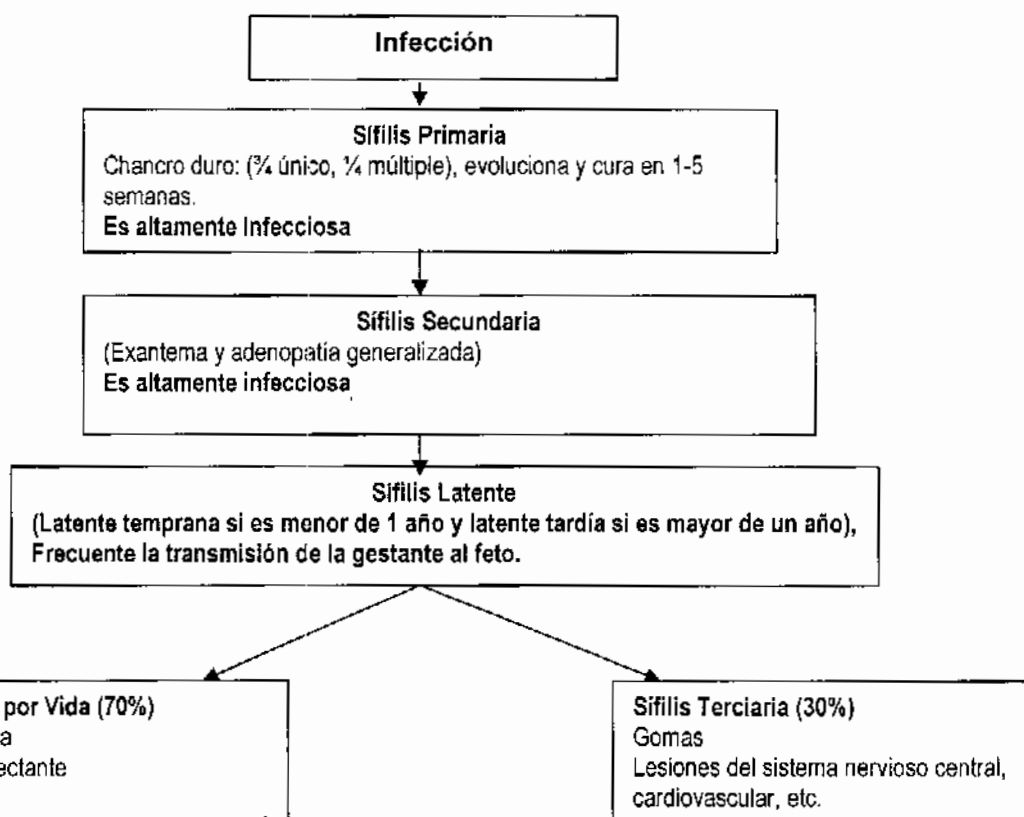 Infección
Sífilis Primaria
Chancro duro: (¾ único, ¼ múltiple), evoluciona y cura en 1-5
semanas.
Es altamente Infecciosa
Sífilis Secundaria
(Exantema y adenopatía generalizada)
Es altamente infecciosa
Sífilis Latente
(Latente temprana si es menor de 1 año y latente tardía si es mayor de un año),
Frecuente la transmisión de la gestante al feto.
por Vida (70%)
a
ectante
Sífilis Terciaria (30%)
Gomas
Lesiones del sistema nervioso central,
cardiovascular, etc.